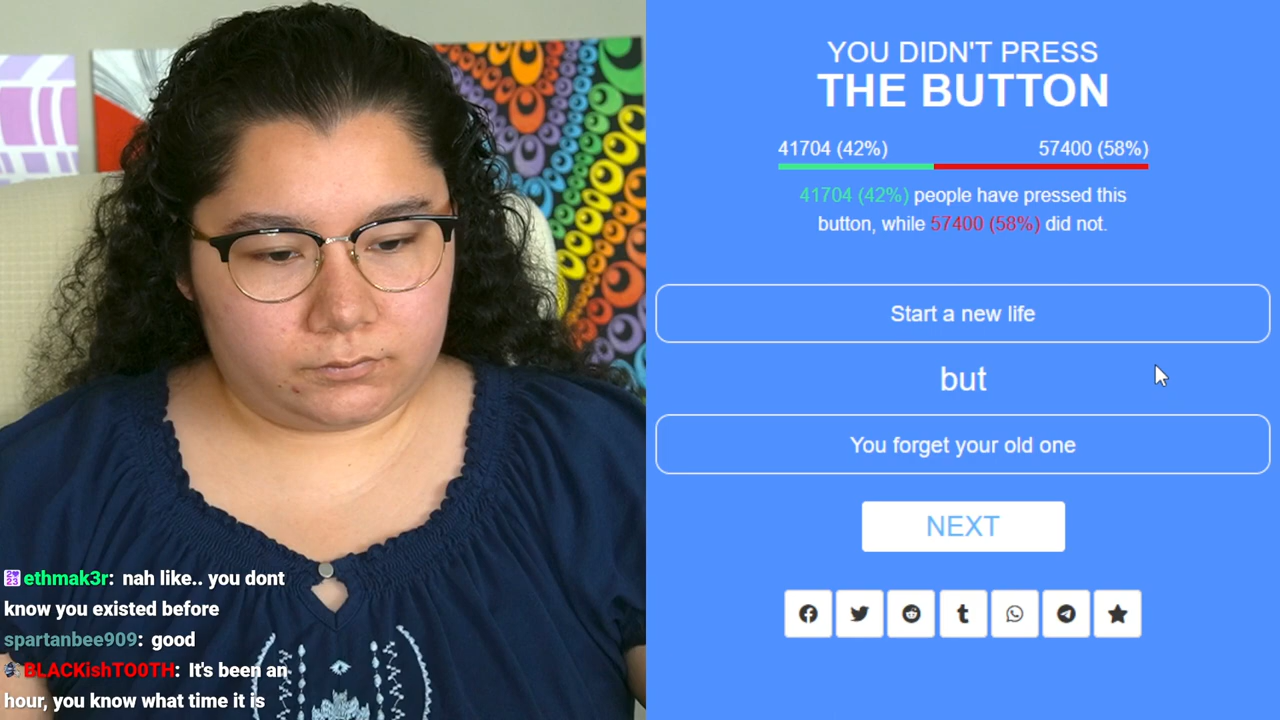 YOU DIDN'T PRESS
THE BUTTON
41704 (42%) 57400 (58%)
41704 (42%) people have pressed this
button, while 57400 (58%) did not.
Start a new life
but
You forget your old one
NEXT
ethmak3r: nah like.. you dont
know you existed before
spartanbee909: good
BLACKishTO0TH: It's been an
hour, you know what time it is